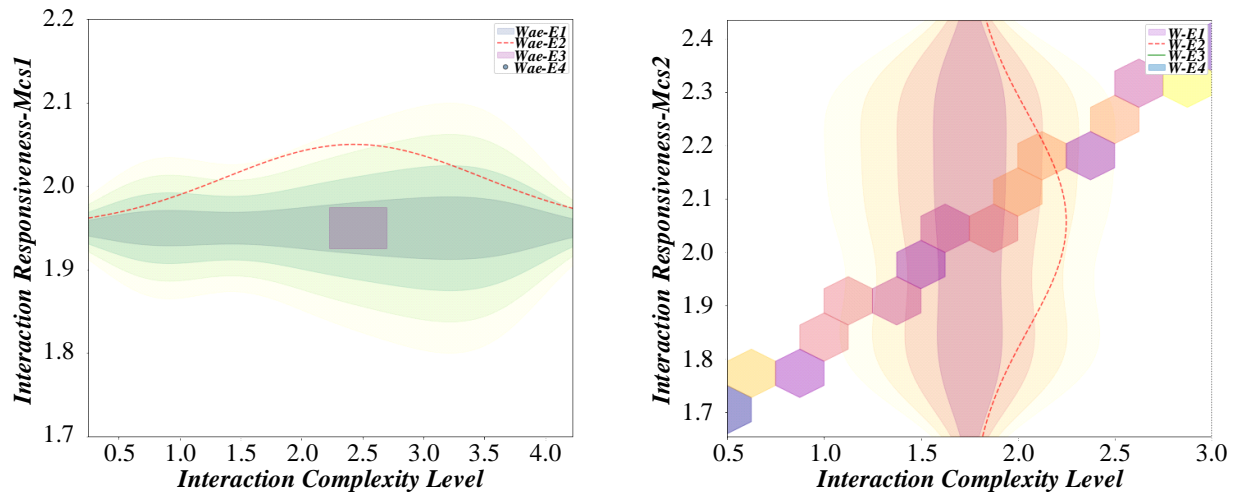 2.2
2.1
2.0
1.9
1.8
1.7
0.5 1.0 1.5 2.0 2.5 3.0 3.5 4.0
Interaction Complexity Level
Interaction Responsiveness-Mcs1
Wae-E1
Wae-E2
Wae-E3
Wae-E4
2.4
2.3
2.2
2.1
2.0
1.9
1.8
1.7
0.5 1.0 1.5 2.0 2.5 3.0
Interaction Complexity Level
Interaction Responsiveness-Mcs2
W-E1
W-E2
W-E3
W-E4